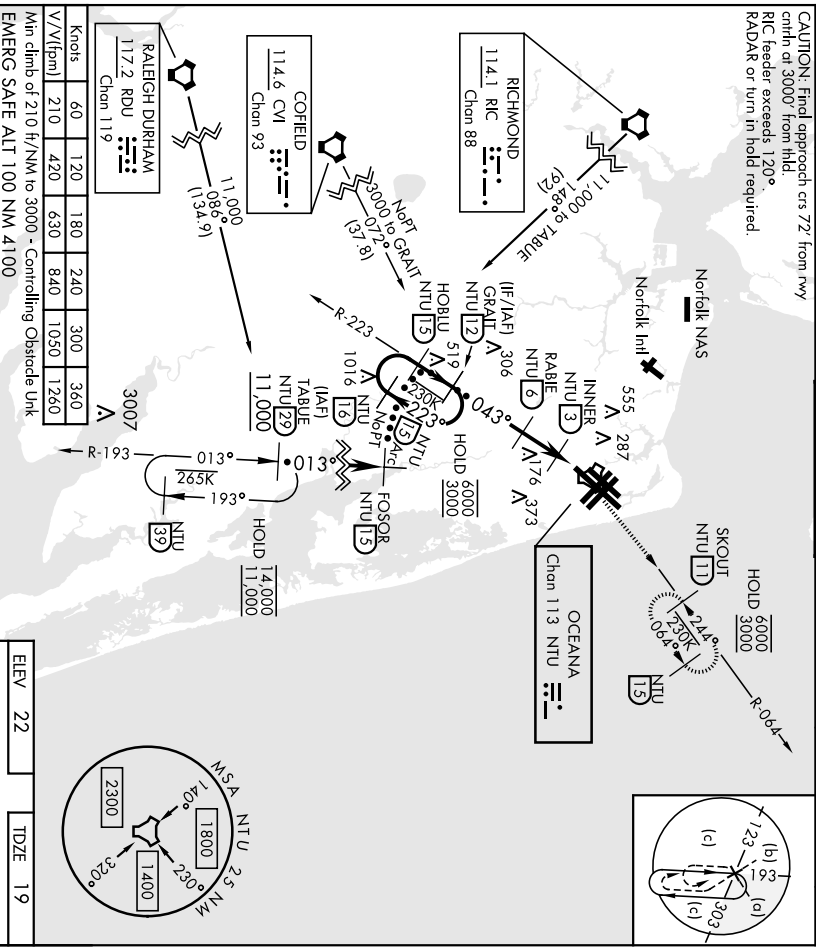 CAUTION: Final approach crs 72' from rwy
cntrln at 3000' from thld.
RIC feeder exceeds 120°.
RADAR or turn in hold required.
Norfolk NAS
Norfolk Intl
RICHMOND
114.1 RIC
Chan 88
11,000 to TABUE
148°
(92)
COFIELD
114.6 CVI
Chan 93
NoPT
3000 to GRAIT
072°
(37.8)
RALEIGH DURHAM
117.2 RDU
Chan 119
11,000
086°
(134.9)
(IF/IAF)
GRAIT
NTU 12
HOBLU
NTU 15
R-223
306
519
1016
230K
223°
043°
RABIE
NTU 6
INNER
NTU 3
555
287
176
373
HOLD 6000
3000
NTU
15
NTU
16
NoPT Arc
(IAF)
TABUE
NTU 29
11,000
013°
FOSOR
NTU 15
R-193
013°
265K
193°
NTU
39
HOLD 14,000
11,000
3007
OCEANA
Chan 113 NTU
SKOUT
NTU 11
HOLD 6000
3000
244°
230K
064°
NTU
15
R-064
123
(b)
193
(a)
(c)
(c)
303
MSA NTU 25 NM
140°
1800
230°
1400
320°
2300
Knots 60 120 180 240 300 360
V/V(fpm) 210 420 630 840 1050 1260
Min climb of 210 ft/NM to 3000 - Controlling Obstacle Unk
EMERG SAFE ALT 100 NM 4100
ELEV 22
TDZE 19